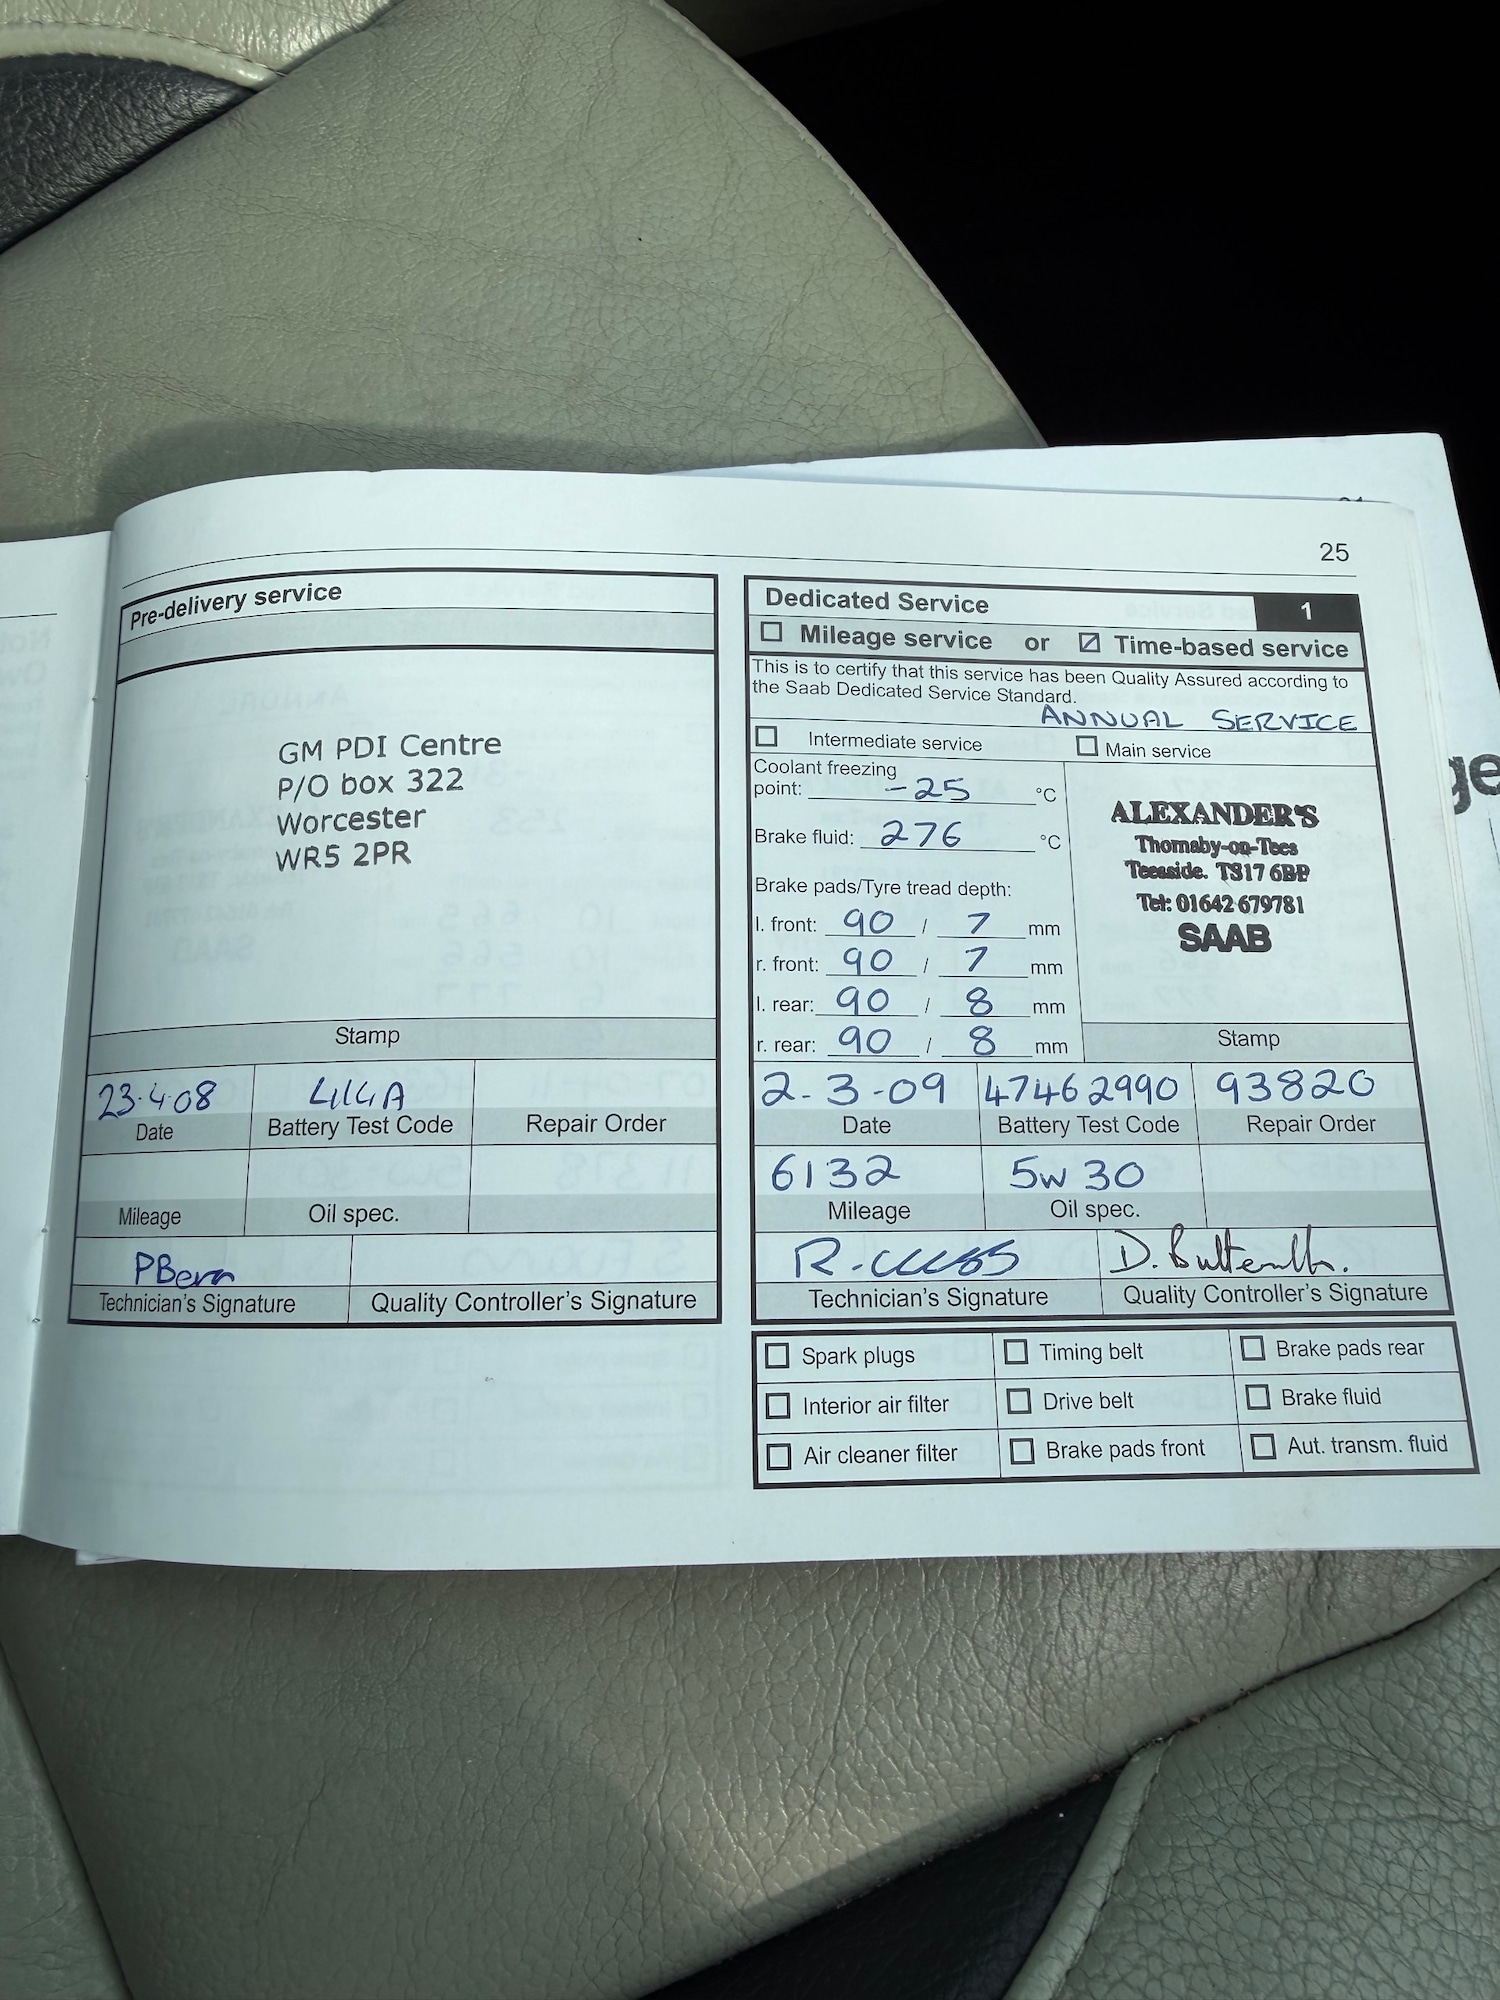 25
Pre-delivery service
GM PDI Centre
P/O box 322
Worcester
WR5 2PR
Stamp
23.4.08
Date
Battery Test Code
Repair Order
Mileage
Oil spec.
Technician's Signature
Quality Controller's Signature
Dedicated Service 1
Mileage service or Time-based service
This is to certify that this service has been Quality Assured according to
the Saab Dedicated Service Standard.
ANNUAL SERVICE
Intermediate service Main service
Coolant freezing
point: -25 °C
Brake fluid: 276 °C
Brake pads/Tyre tread depth:
l. front: 90 / 7 mm
r. front: 90 / 7 mm
l. rear: 90 / 8 mm
r. rear: 90 / 8 mm
ALEXANDER'S
Thornaby-on-Tees
Teesside. TS17 6BP
Tel: 01642 679781
SAAB
Stamp
2-3-09 47462990 93820
Date Battery Test Code Repair Order
6132 5W 30
Mileage Oil spec.
Technician's Signature Quality Controller's Signature
Spark plugs Timing belt Brake pads rear
Interior air filter Drive belt Brake fluid
Air cleaner filter Brake pads front Aut. transm. fluid